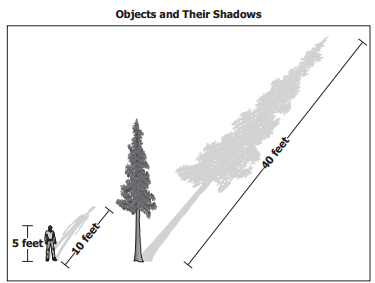 Objects and Their Shadows
5 feet
10 feet
40 feet